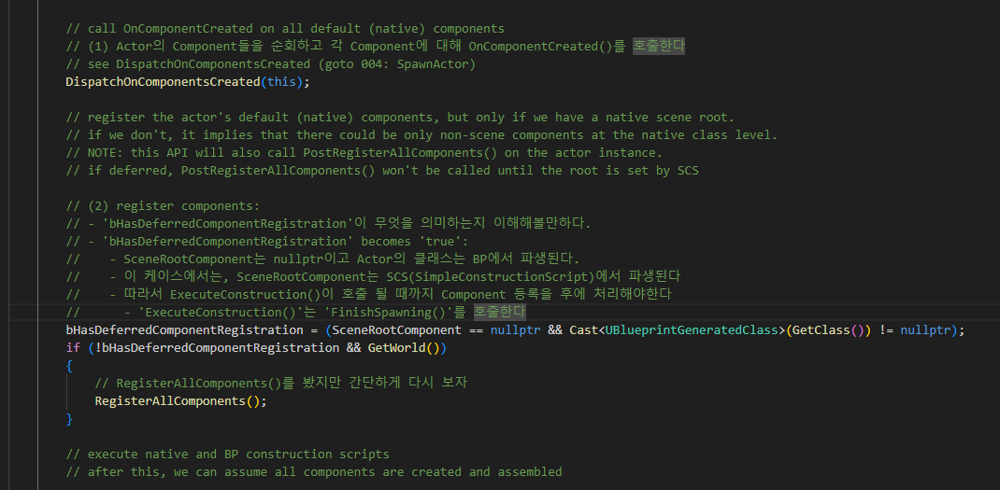 // call OnComponentCreated on all default (native) components
// (1) Actor의 Component들을 순회하고 각 Component에 대해 OnComponentCreated()를 호출한다
// see DispatchOnComponentsCreated (goto 004: SpawnActor)
DispatchOnComponentsCreated(this);
// register the actor's default (native) components, but only if we have a native scene root.
// if we don't, it implies that there could be only non-scene components at the native class level.
// NOTE: this API will also call PostRegisterAllComponents() on the actor instance.
// if deferred, PostRegisterAllComponents() won't be called until the root is set by SCS
// (2) register components:
// - 'bHasDeferredComponentRegistration'이 무엇을 의미하는지 이해해볼만하다.
// - 'bHasDeferredComponentRegistration' becomes 'true':
//    - SceneRootComponent는 nullptr이고 Actor의 클래스는 BP에서 파생된다.
//    - 이 케이스에서는, SceneRootComponent는 SCS(SimpleConstructionScript)에서 파생된다
//    - 따라서 ExecuteConstruction()이 호출 될 때까지 Component 등록을 후에 처리해야한다
//      - 'ExecuteConstruction()'는 'FinishSpawning()'를 호출한다
bHasDeferredComponentRegistration = (SceneRootComponent == nullptr && Cast<UBlueprintGeneratedClass>(GetClass()) != nullptr);
if (!bHasDeferredComponentRegistration && GetWorld())
{
    // RegisterAllComponents()를 봤지만 간단하게 다시 보자
    RegisterAllComponents();
}
// execute native and BP construction scripts
// after this, we can assume all components are created and assembled